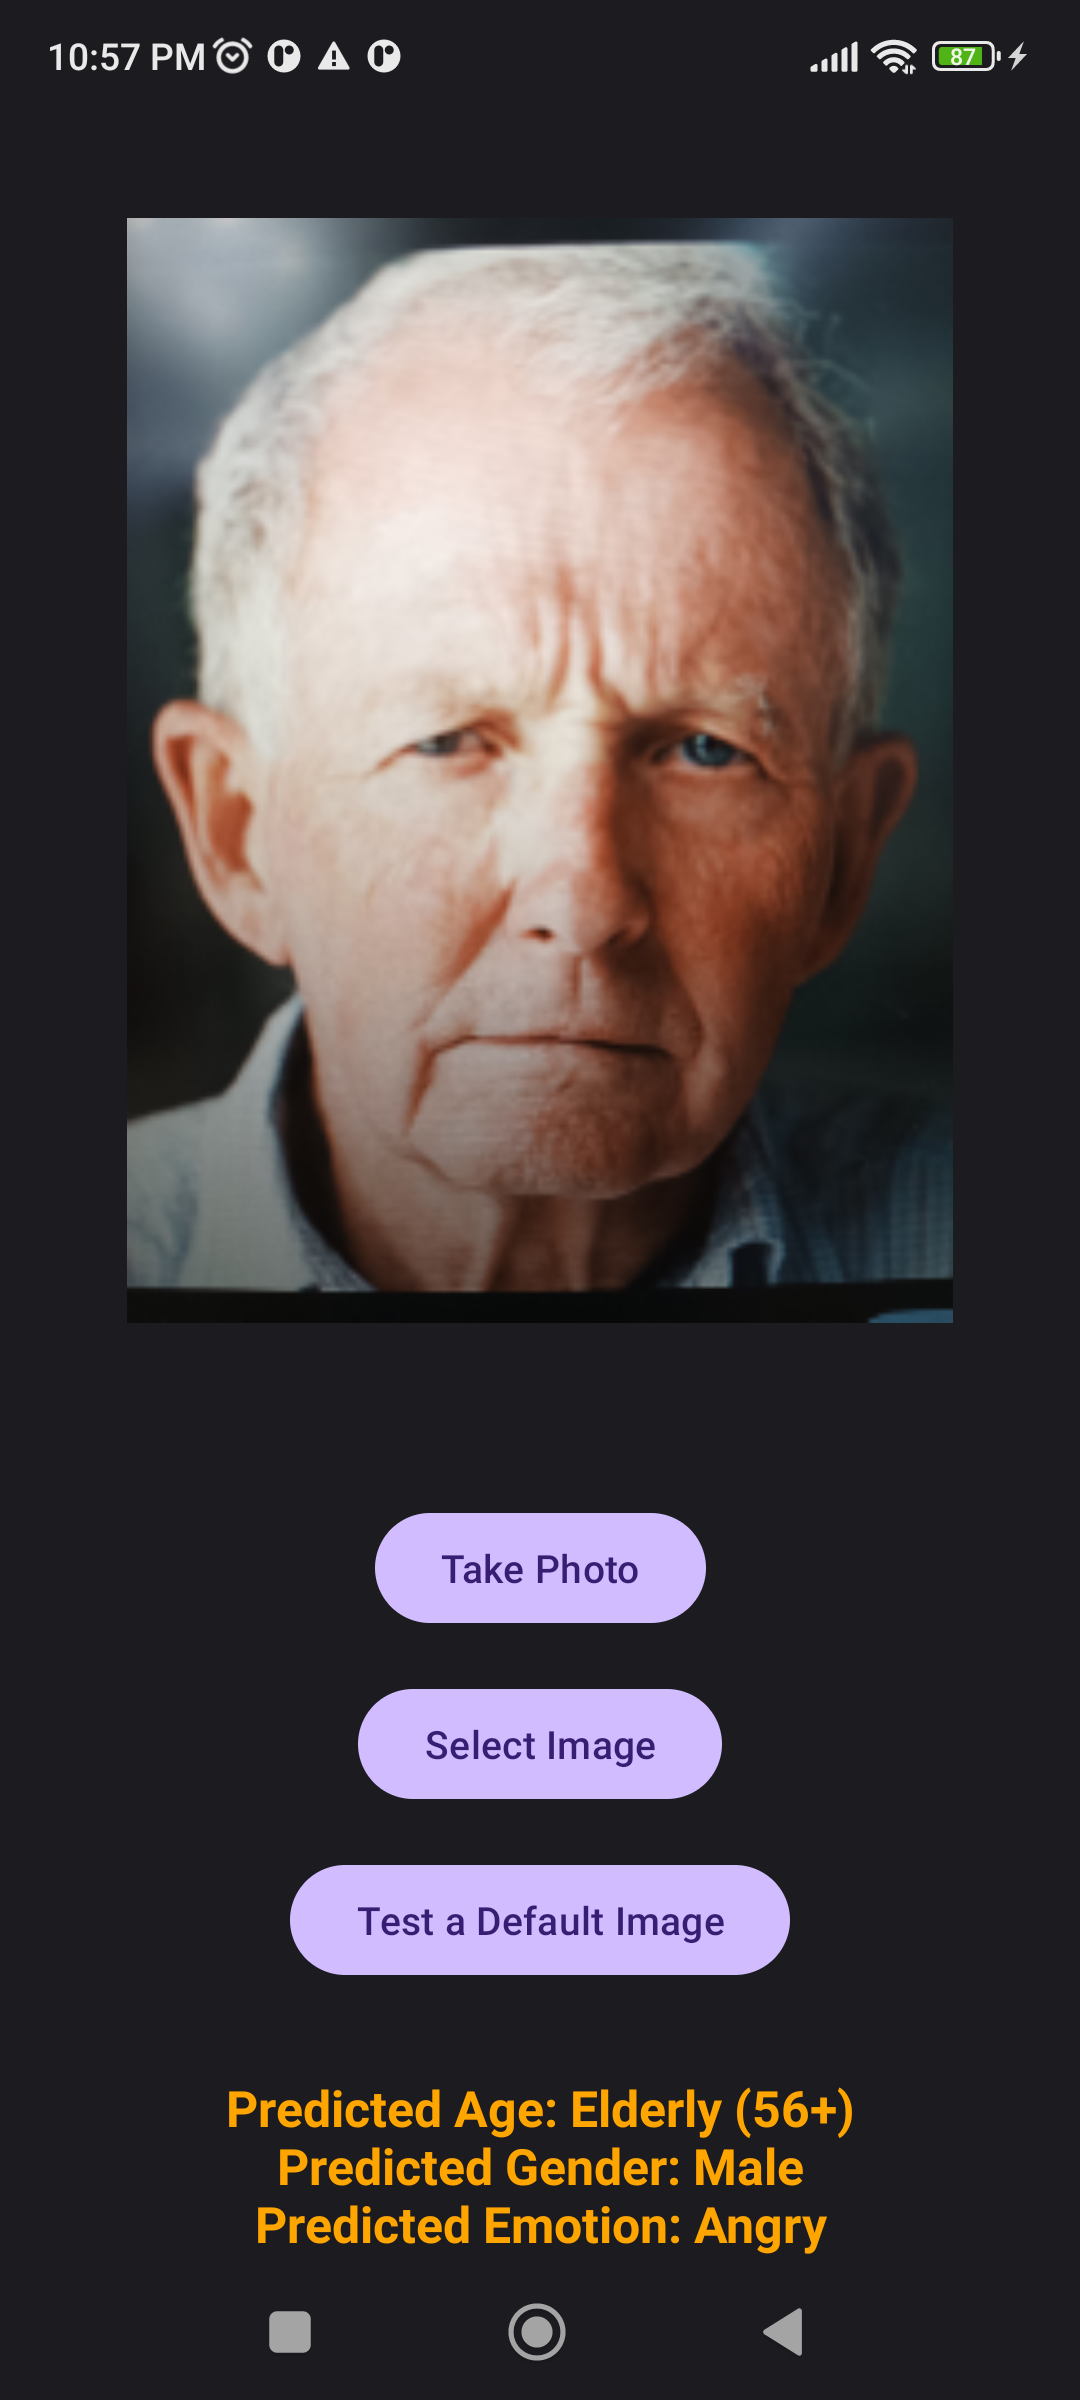 10:57 PM
87
Take Photo
Select Image
Test a Default Image
Predicted Age: Elderly (56+)
Predicted Gender: Male
Predicted Emotion: Angry